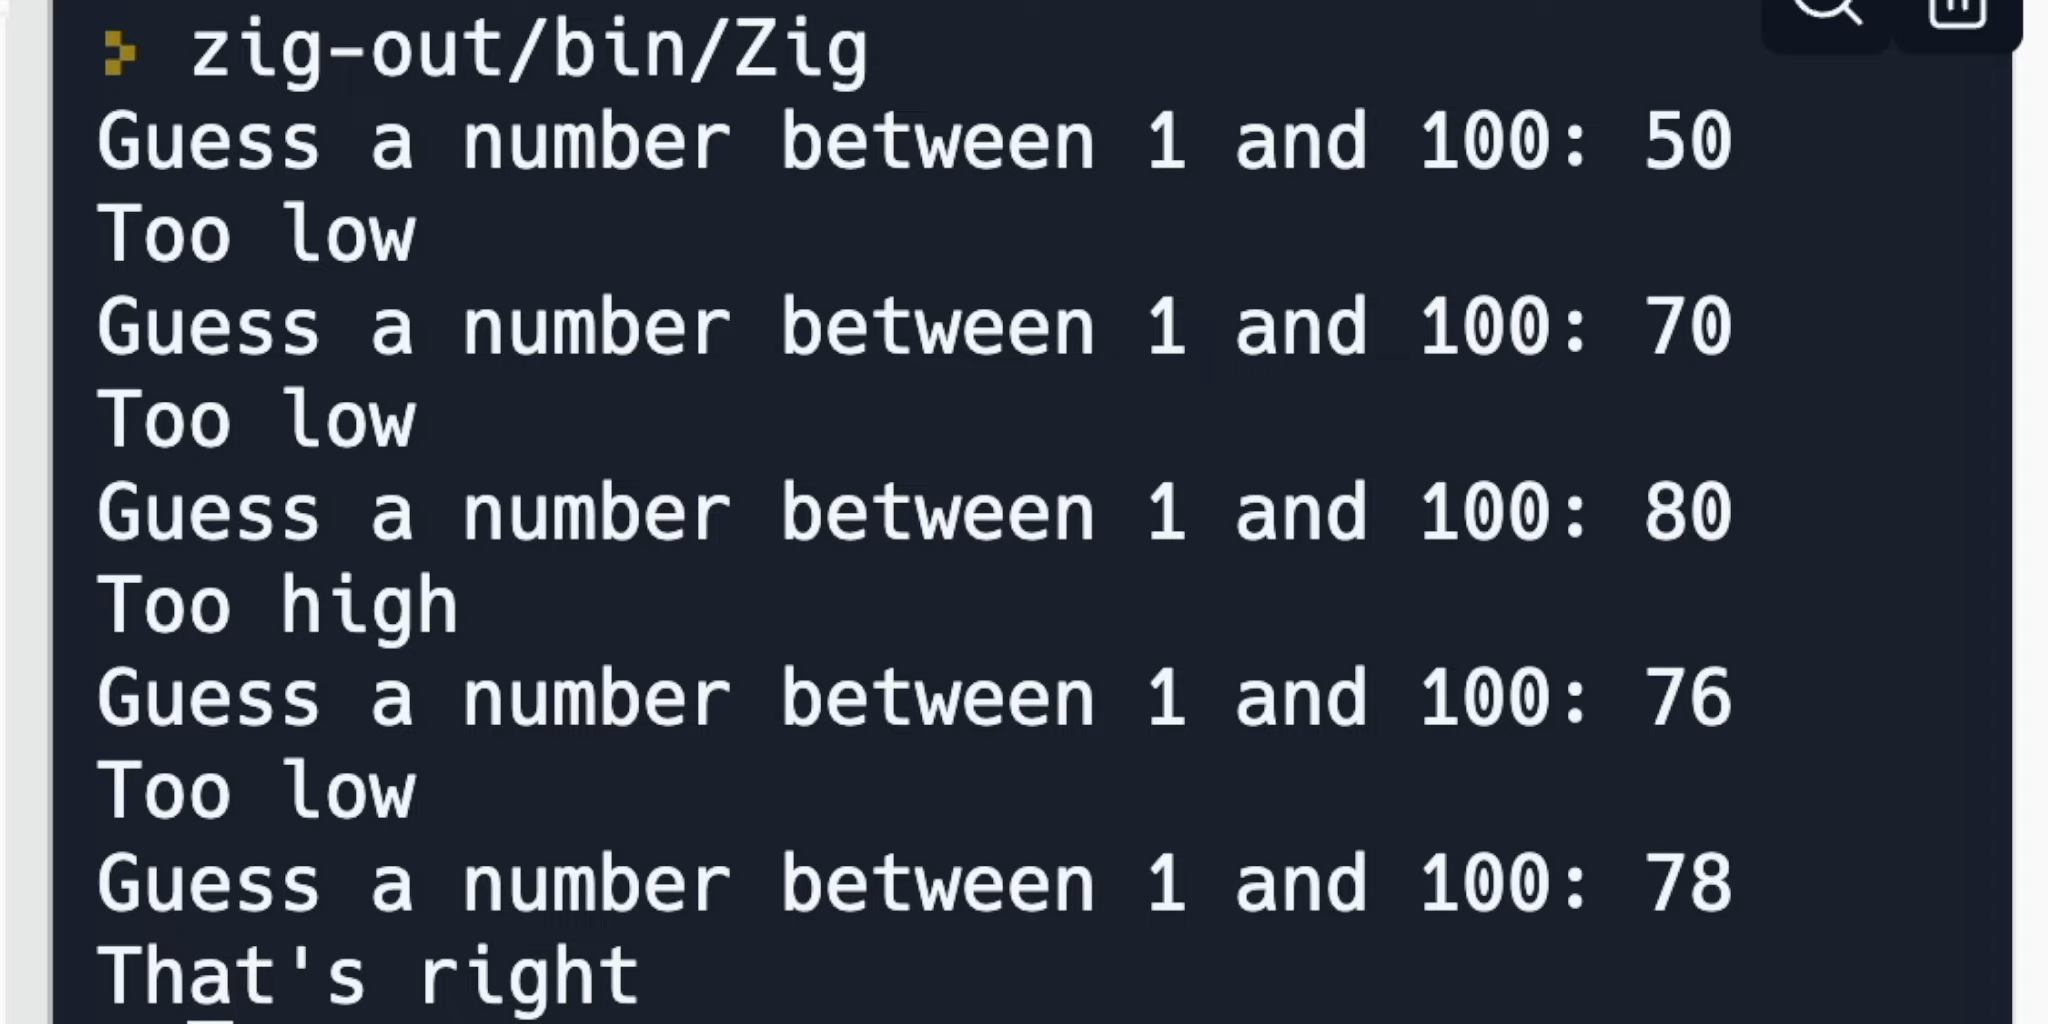 zig-out/bin/Zig
Guess a number between 1 and 100: 50
Too low
Guess a number between 1 and 100: 70
Too low
Guess a number between 1 and 100: 80
Too high
Guess a number between 1 and 100: 76
Too low
Guess a number between 1 and 100: 78
That's right